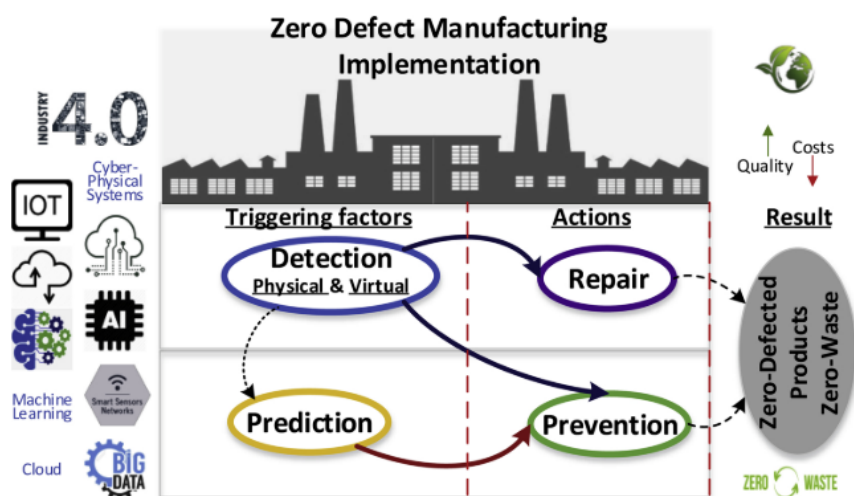 Zero Defect Manufacturing
Implementation
INDUSTRY
4.0
Cyber-
Physical
Systems
IOT
AI
Machine
Learning
Smart Sensors
Networks
Cloud
BIG
DATA
Triggering factors
Actions
Detection
Physical & Virtual
Repair
Prediction
Prevention
Quality
Costs
Result
Zero-Defected
Products
Zero-Waste
ZERO WASTE